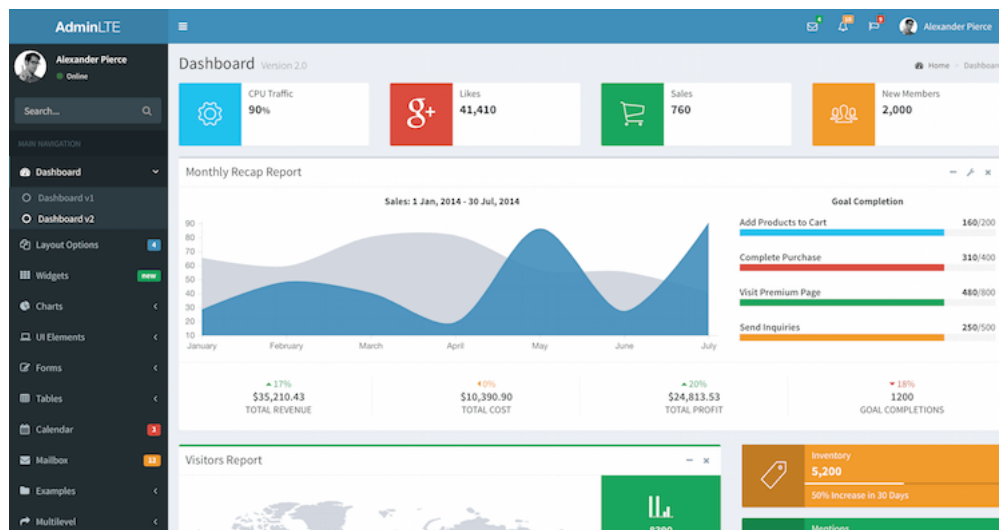 AdminLTE
4
10
9
Alexander Pierce
Alexander Pierce
Online
Search...
MAIN NAVIGATION
Dashboard
Dashboard v1
Dashboard v2
Layout Options
4
Widgets
new
Charts
UI Elements
Forms
Tables
Calendar
3
Mailbox
12
Examples
Multilevel
Dashboard Version 2.0
Home > Dashboard
CPU Traffic
90%
g+
Likes
41,410
Sales
760
New Members
2,000
Monthly Recap Report
Sales: 1 Jan, 2014 - 30 Jul, 2014
90
80
70
60
50
40
30
20
10
January February March April May June July
Goal Completion
Add Products to Cart 160/200
Complete Purchase 310/400
Visit Premium Page 480/800
Send Inquiries 250/500
17%
$35,210.43
TOTAL REVENUE
0%
$10,390.90
TOTAL COST
20%
$24,813.53
TOTAL PROFIT
18%
1200
GOAL COMPLETIONS
Visitors Report
8390
Inventory
5,200
50% Increase in 30 Days
Mentions